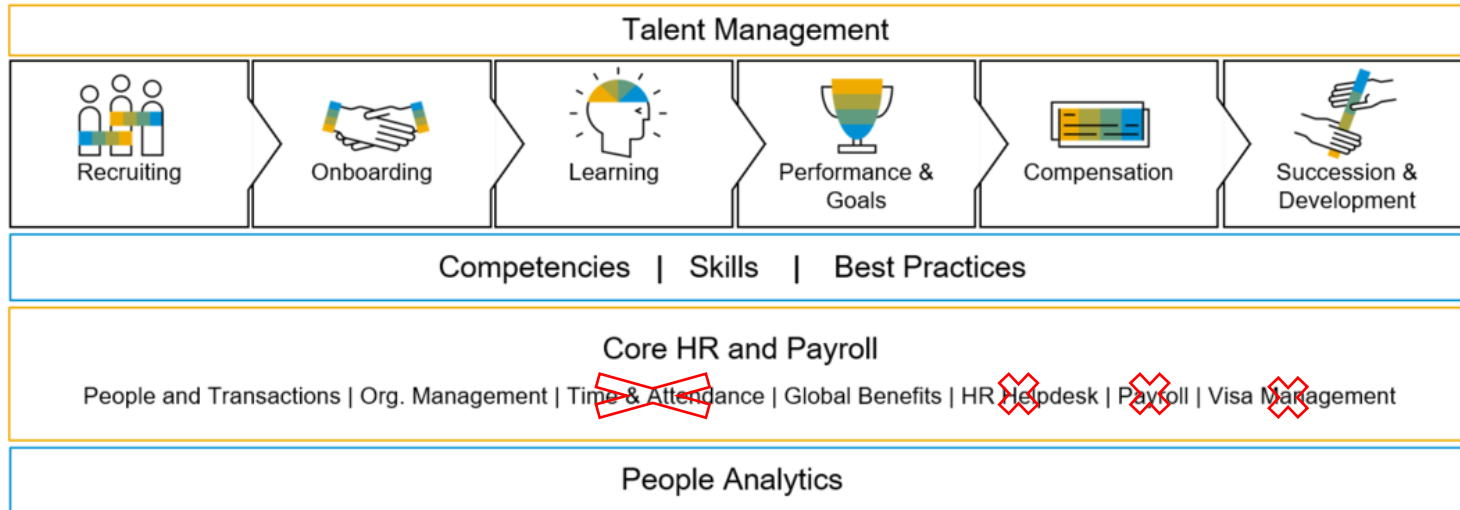 Talent Management
Recruiting
Onboarding
Learning
Performance &
Goals
Compensation
Succession &
Development
Competencies | Skills | Best Practices
Core HR and Payroll
People and Transactions | Org. Management | Time & Attendance | Global Benefits | HR Helpdesk | Payroll | Visa Management
People Analytics